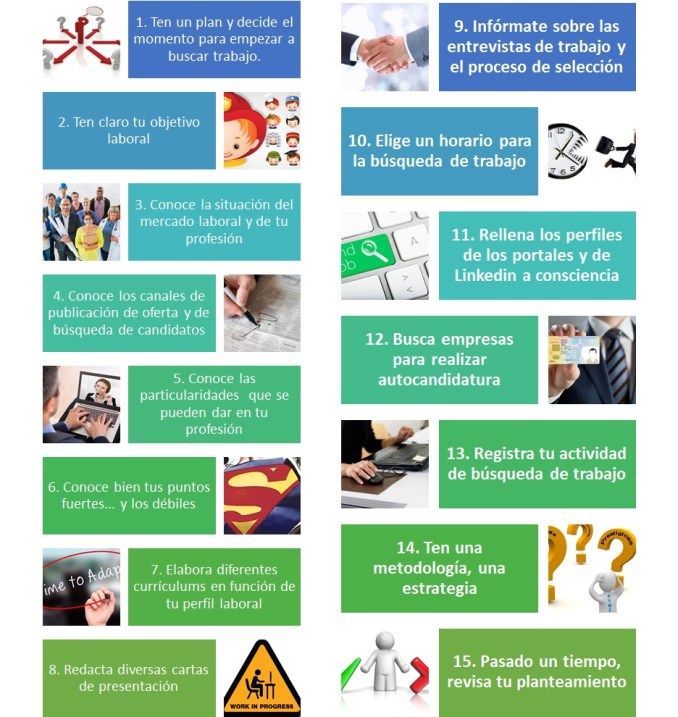 1. Ten un plan y decide el
momento para empezar a
buscar trabajo.
2. Ten claro tu objetivo
laboral
3. Conoce la situación del
mercado laboral y de tu
profesión
4. Conoce los canales de
publicación de oferta y de
búsqueda de candidatos
5. Conoce las
particularidades que se
pueden dar en tu
profesión
6. Conoce bien tus puntos
fuertes... y los débiles
ime to Adap
7. Elabora diferentes
currículums en función de
tu perfil laboral
8. Redacta diversas cartas
de presentación
WORK IN PROGRESS
9. Infórmate sobre las
entrevistas de trabajo y
el proceso de selección
10. Elige un horario para
la búsqueda de trabajo
nd
ob
A
11. Rellena los perfiles
de los portales y de
Linkedin a consciencia
12. Busca empresas
para realizar
autocandidatura
13. Registra tu actividad
de búsqueda de trabajo
14. Ten una
metodología, una
estrategia
15. Pasado un tiempo,
revisa tu planteamiento